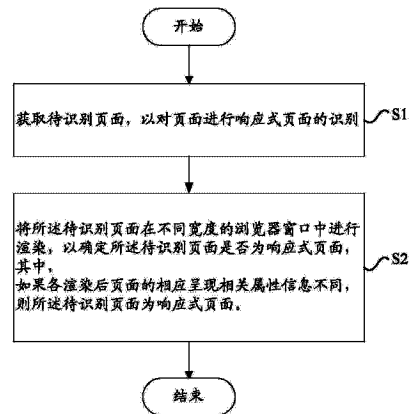 开始
获取待识别页面，以对页面进行响应式页面的识别
S1
将所述待识别页面在不同宽度的浏览器窗口中进行
渲染，以确定所述待识别页面是否为响应式页面，
其中，
如果各渲染后页面的相应呈现相关属性信息不同，
则所述待识别页面为响应式页面。
S2
结束